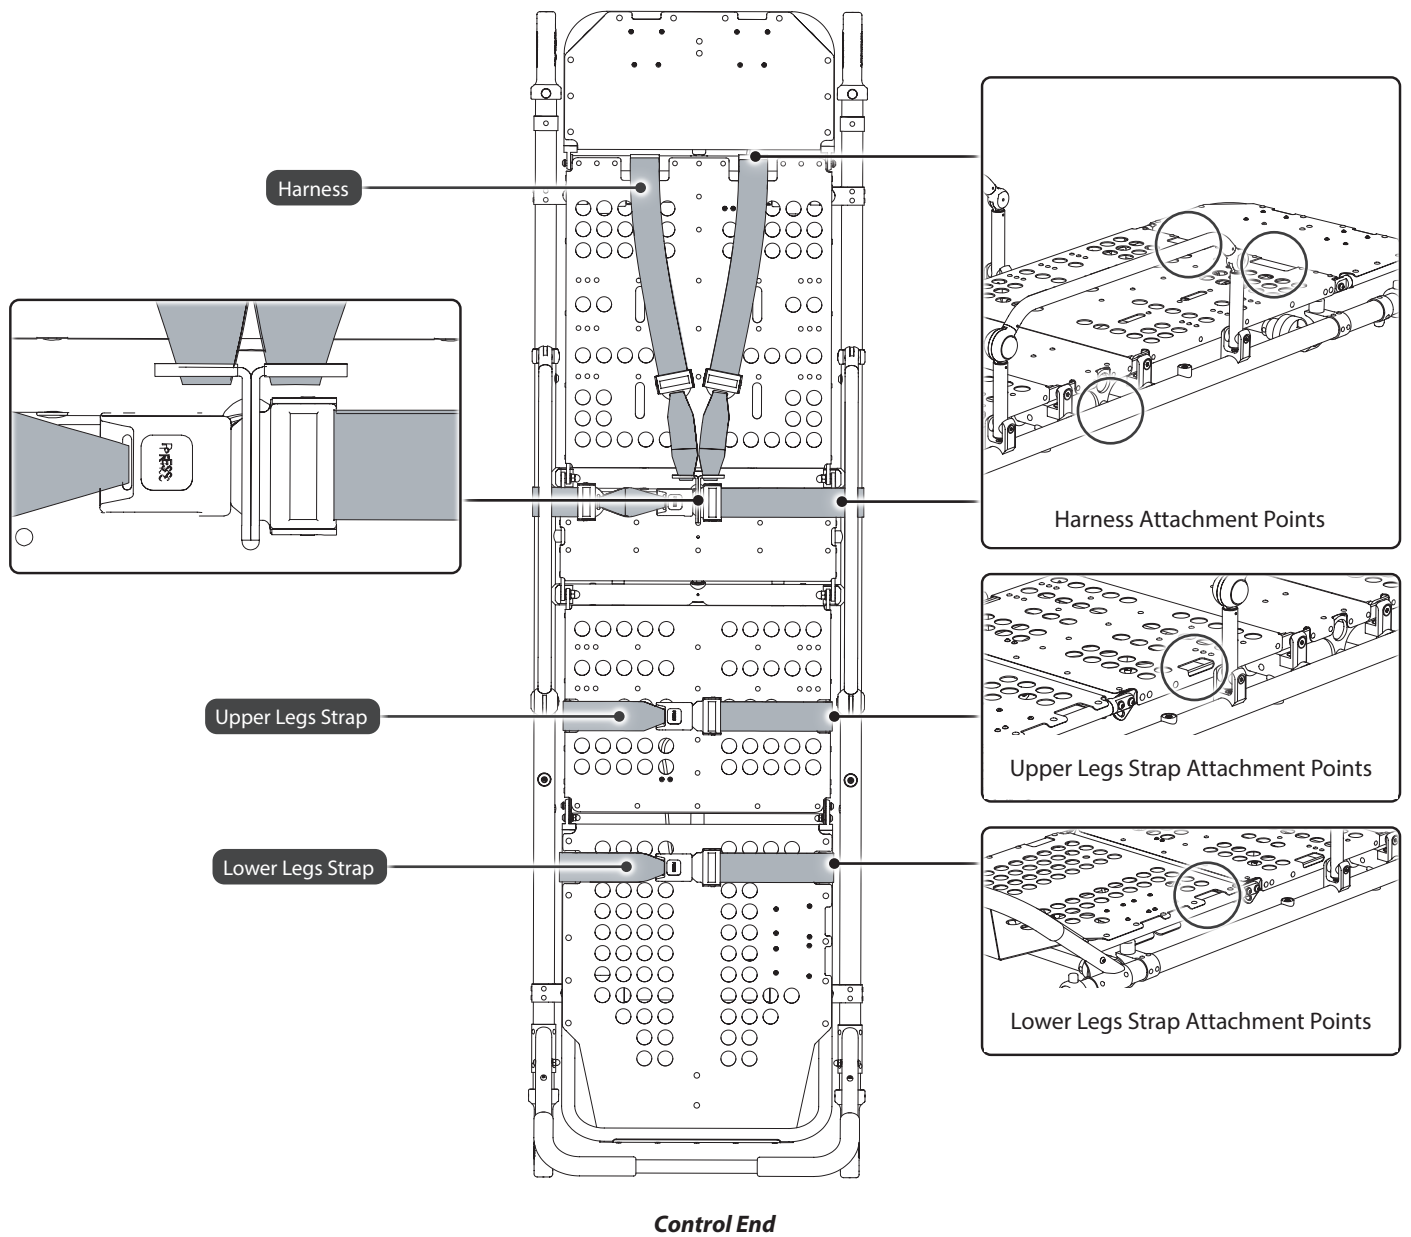 Harness
PRESS
Harness Attachment Points
Upper Legs Strap
Upper Legs Strap Attachment Points
Lower Legs Strap
Lower Legs Strap Attachment Points
Control End